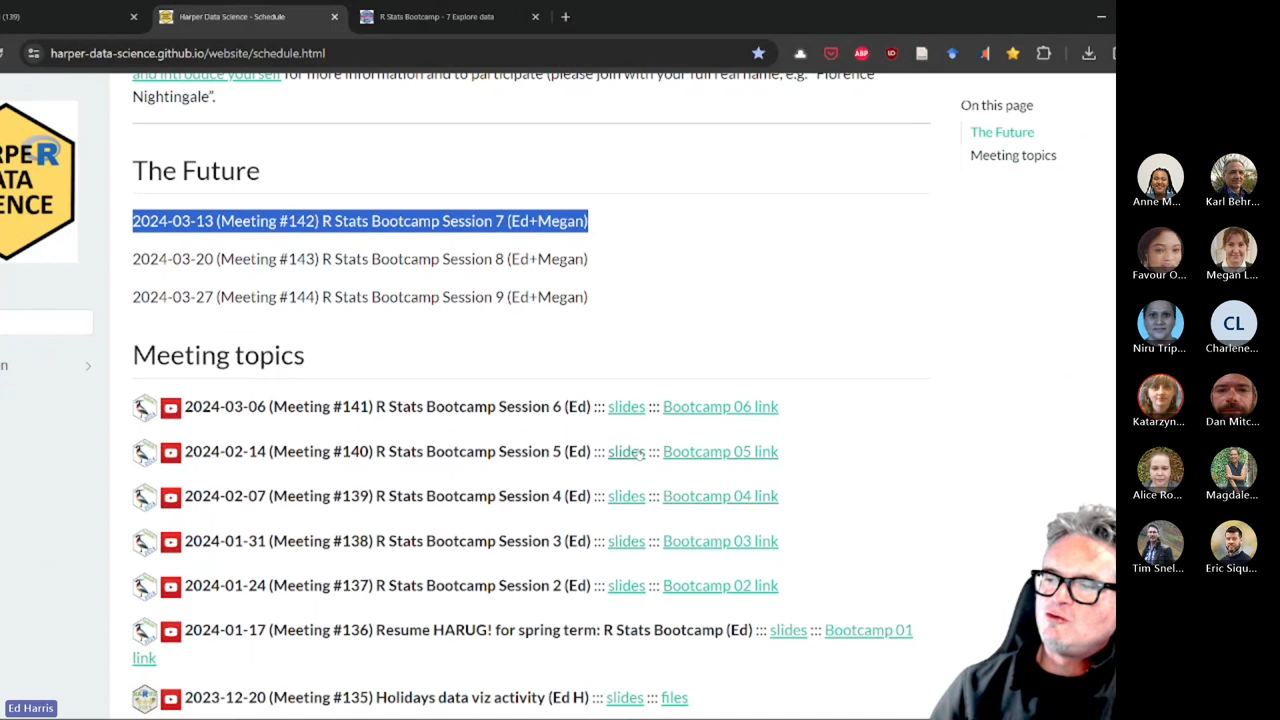 (139)
Harper Data Science - Schedule
R Stats Bootcamp - 7 Explore data
harper-data-science.github.io/website/schedule.html
ABP
and introduce yourself for more information and to participate (please join with your full real name, e.g. "Florence
Nightingale".
On this page
The Future
Meeting topics
RPER
ATA
ENCE
The Future
2024-03-13 (Meeting #142) R Stats Bootcamp Session 7 (Ed+Megan)
2024-03-20 (Meeting #143) R Stats Bootcamp Session 8 (Ed+Megan)
2024-03-27 (Meeting #144) R Stats Bootcamp Session 9 (Ed+Megan)
n
Meeting topics
2024-03-06 (Meeting #141) R Stats Bootcamp Session 6 (Ed) ::: slides ::: Bootcamp 06 link
2024-02-14 (Meeting #140) R Stats Bootcamp Session 5 (Ed) ::: slides ::: Bootcamp 05 link
2024-02-07 (Meeting #139) R Stats Bootcamp Session 4 (Ed) ::: slides ::: Bootcamp 04 link
2024-01-31 (Meeting #138) R Stats Bootcamp Session 3 (Ed) ::: slides ::: Bootcamp 03 link
2024-01-24 (Meeting #137) R Stats Bootcamp Session 2 (Ed) ::: slides ::: Bootcamp 02 link
2024-01-17 (Meeting #136) Resume HARUG! for spring term: R Stats Bootcamp (Ed) ::: slides ::: Bootcamp 01
link
2023-12-20 (Meeting #135) Holidays data viz activity (Ed H) ::: slides ::: files
Ed Harris
Anne M...
Karl Behr...
Favour O...
Megan L...
Niru Trip...
CL
Charlene...
Katarzyn...
Dan Mitc...
Alice Ro...
Magdale...
Tim Snel...
Eric Siqu...